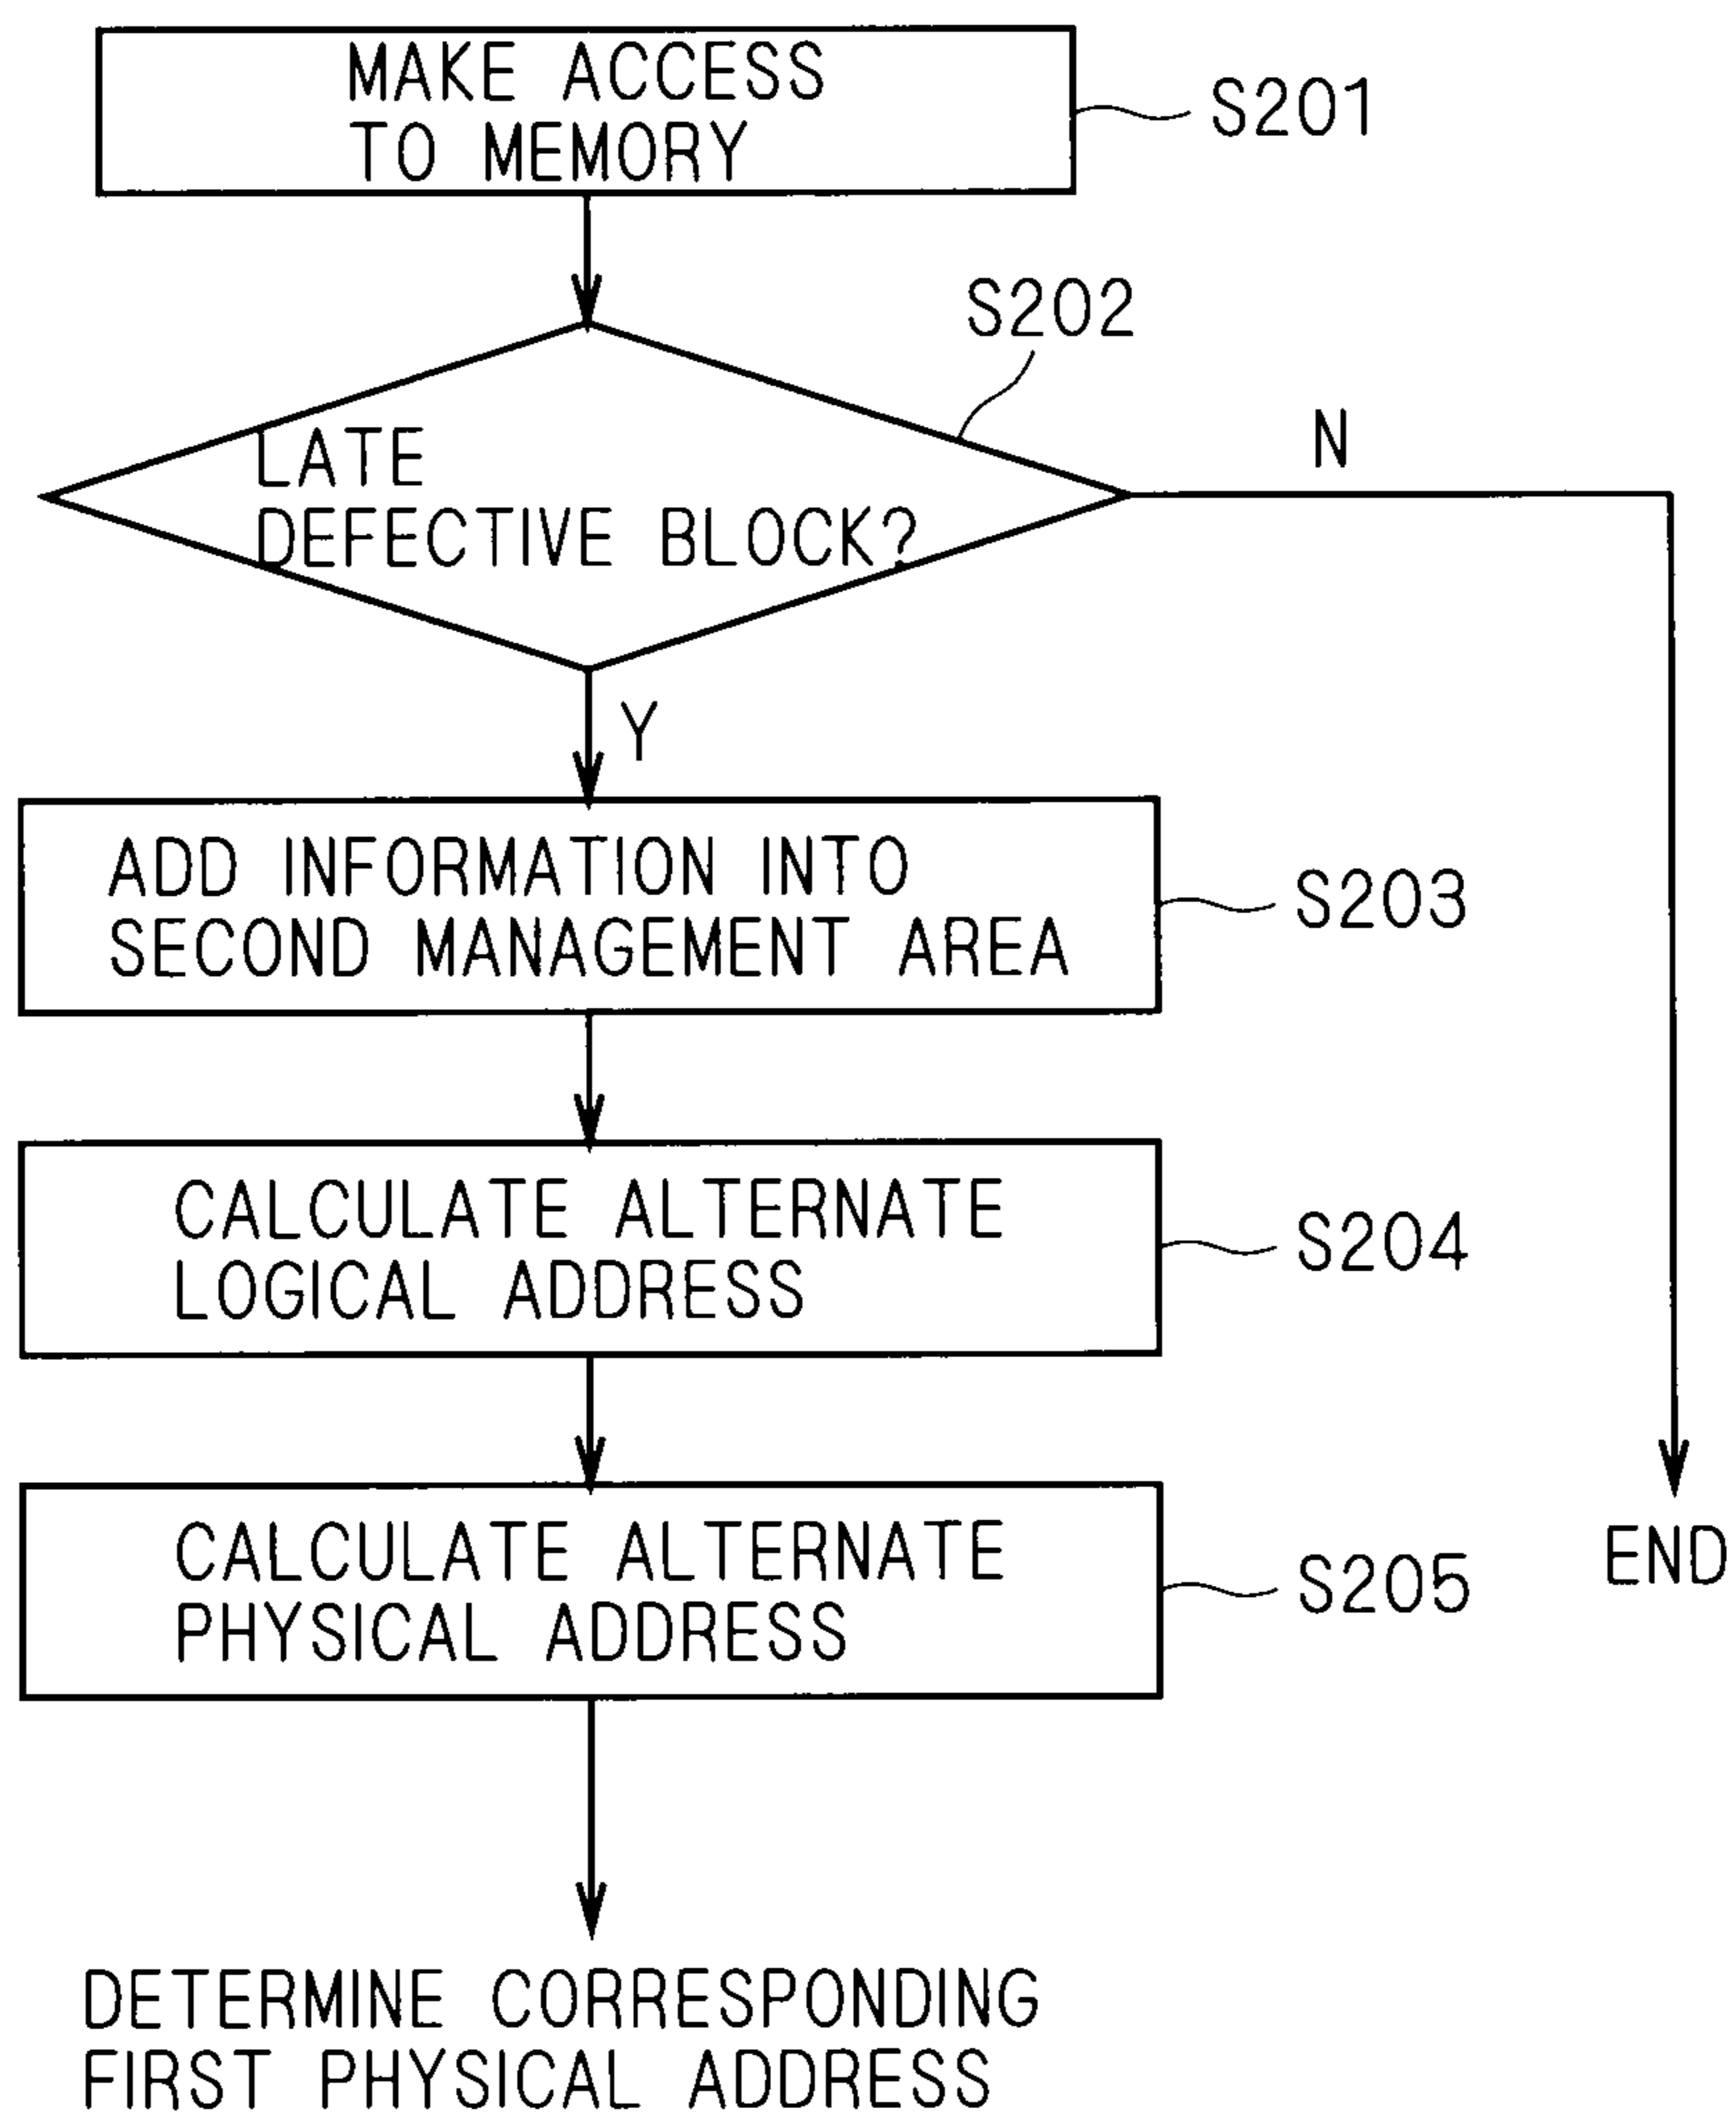 MAKE ACCESS
TO MEMORY
S201
S202
LATE
DEFECTIVE BLOCK?
N
Y
ADD INFORMATION INTO
SECOND MANAGEMENT AREA
S203
CALCULATE ALTERNATE
LOGICAL ADDRESS
S204
CALCULATE ALTERNATE
PHYSICAL ADDRESS
S205
END
DETERMINE CORRESPONDING
FIRST PHYSICAL ADDRESS